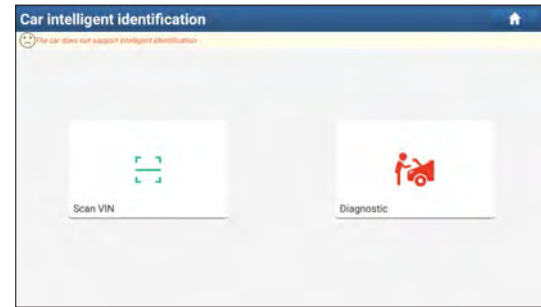 Car intelligent identification
The car does not support intelligent identification
Scan VIN
Diagnostic